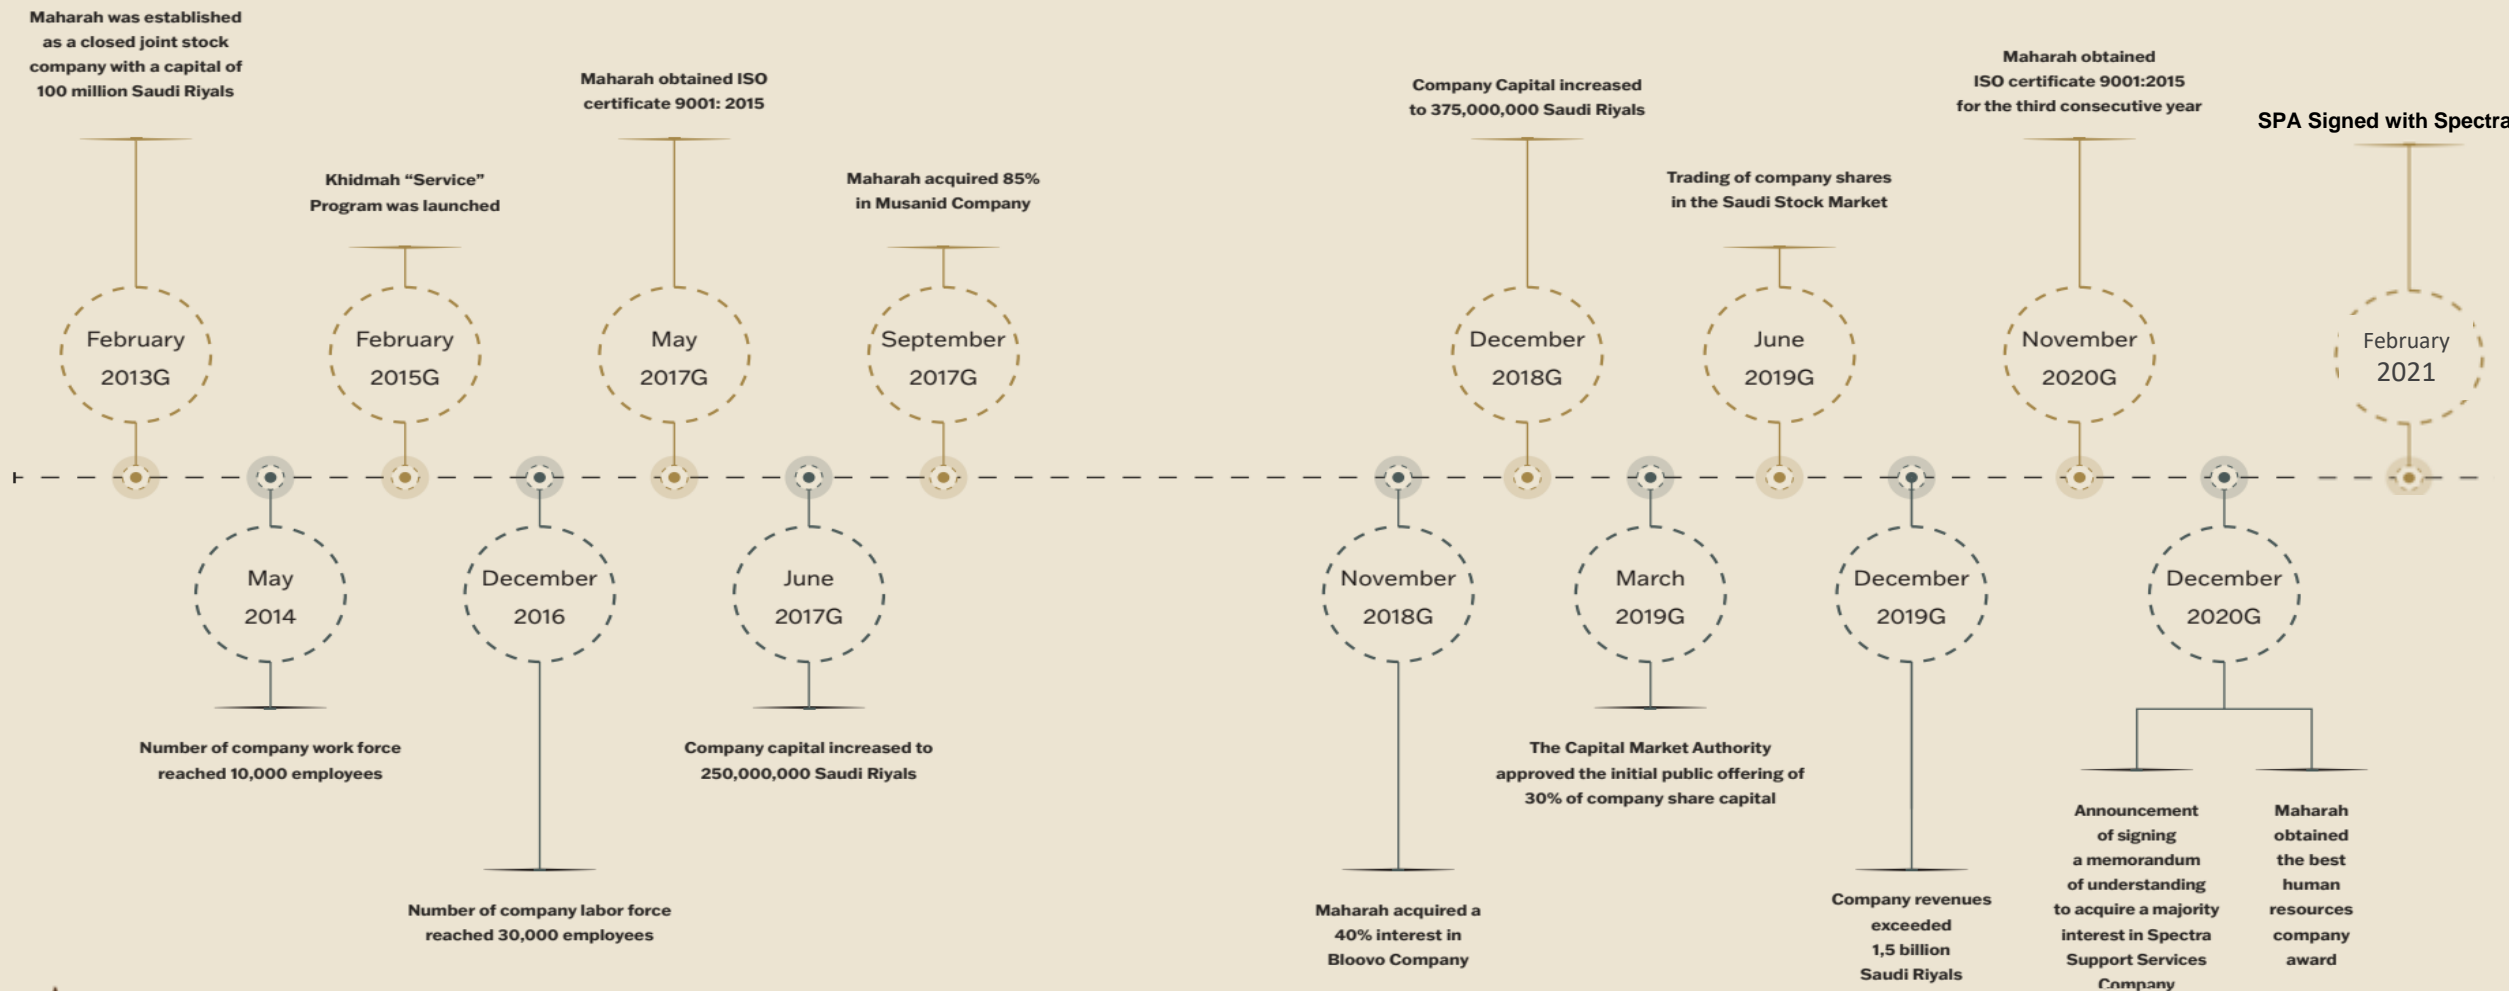 Maharah was established
as a closed joint stock
company with a capital of
100 million Saudi Riyals
February
2013G
May
2014
Number of company work force
reached 10,000 employees
Khidmah “Service”
Program was launched
February
2015G
December
2016
Number of company labor force
reached 30,000 employees
Maharah obtained ISO
certificate 9001: 2015
May
2017G
June
2017G
Company capital increased to
250,000,000 Saudi Riyals
Maharah acquired 85%
in Musanid Company
September
2017G
November
2018G
Maharah acquired a
40% interest in
Bloovo Company
Company Capital increased
to 375,000,000 Saudi Riyals
December
2018G
March
2019G
The Capital Market Authority
approved the initial public offering of
30% of company share capital
Trading of company shares
in the Saudi Stock Market
June
2019G
December
2019G
Company revenues
exceeded
1,5 billion
Saudi Riyals
Maharah obtained
ISO certificate 9001:2015
for the third consecutive year
November
2020G
December
2020G
Announcement
of signing
a memorandum
of understanding
to acquire a majority
interest in Spectra
Support Services
Company
Maharah
obtained
the best
human
resources
company
award
SPA Signed with Spectra
February
2021